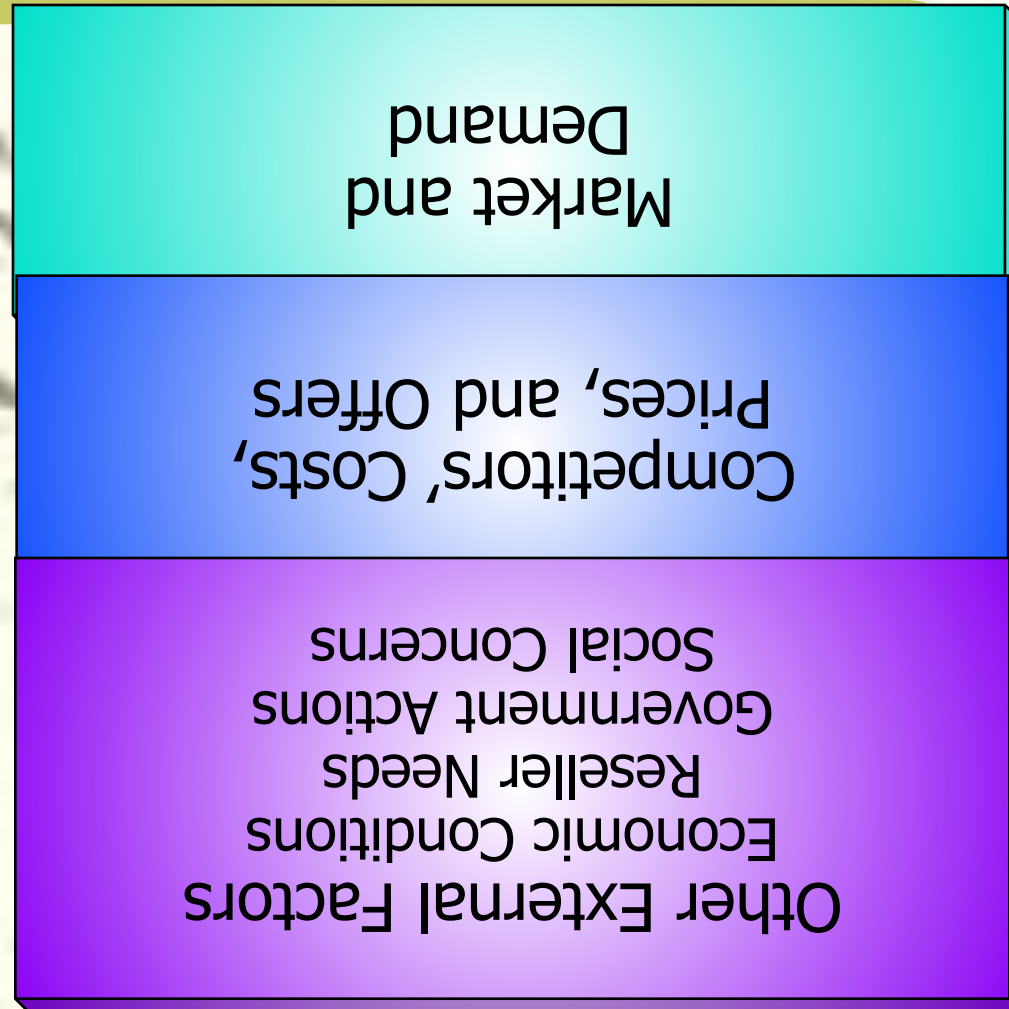 Other External Factors
Economic Conditions
Reseller Needs
Government Actions
Social Concerns
Competitors’ Costs,
Prices, and Offers
Market and
Demand